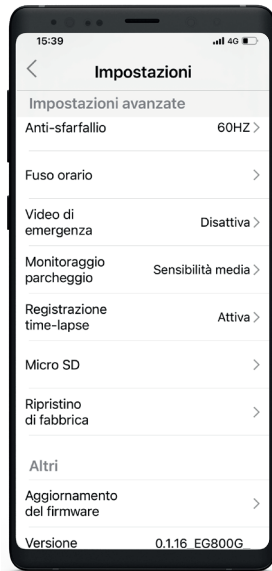 15:39
4G
Impostazioni
Impostazioni avanzate
Anti-sfarfallio 60HZ
Fuso orario
Video di
emergenza
Disattiva
Monitoraggio
parcheggio
Sensibilità media
Registrazione
time-lapse
Attiva
Micro SD
Ripristino
di fabbrica
Altri
Aggiornamento
del firmware
Versione 0.1.16_EG800G_